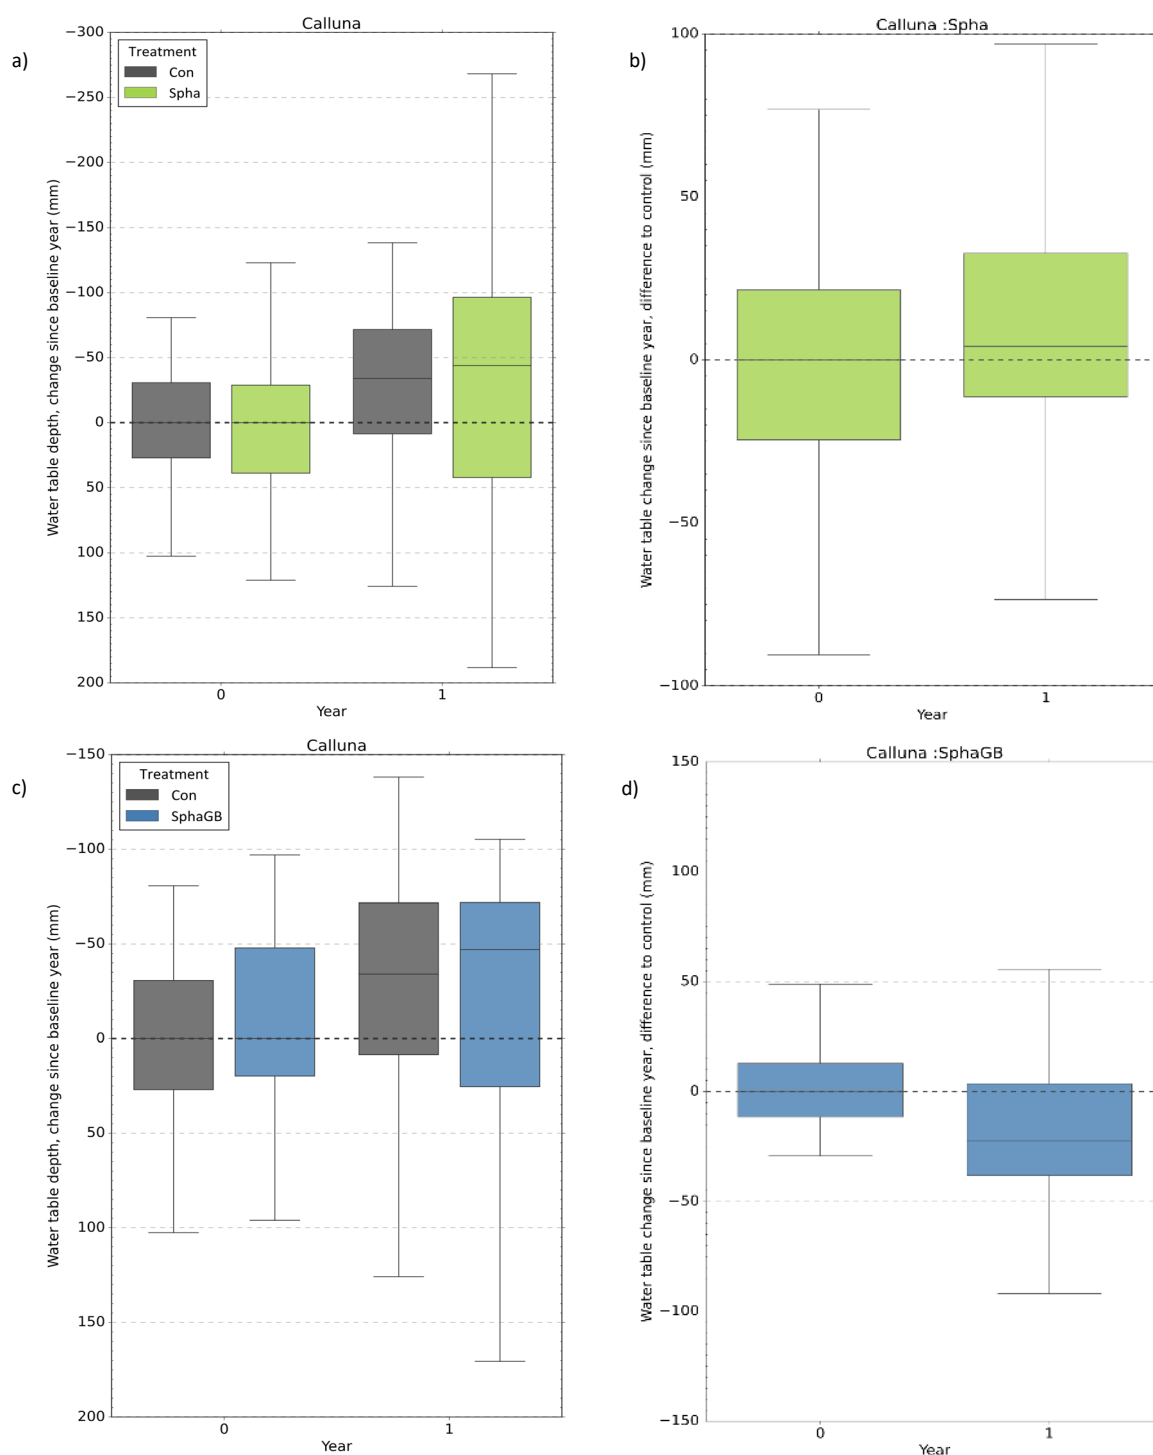 a)
Calluna
Treatment
Con
Spha
−300
−250
−200
−150
−100
−50
0
50
100
150
200
Water table depth, change since baseline year (mm)
0
1
Year
b)
Calluna :Spha
100
50
0
−50
−100
Water table change since baseline year, difference to control (mm)
0
1
Year
c)
Calluna
Treatment
Con
SphaGB
−150
−100
−50
0
50
100
150
200
Water table depth, change since baseline year (mm)
0
1
Year
d)
Calluna :SphaGB
150
100
50
0
−50
−100
−150
Water table change since baseline year, difference to control (mm)
0
1
Year